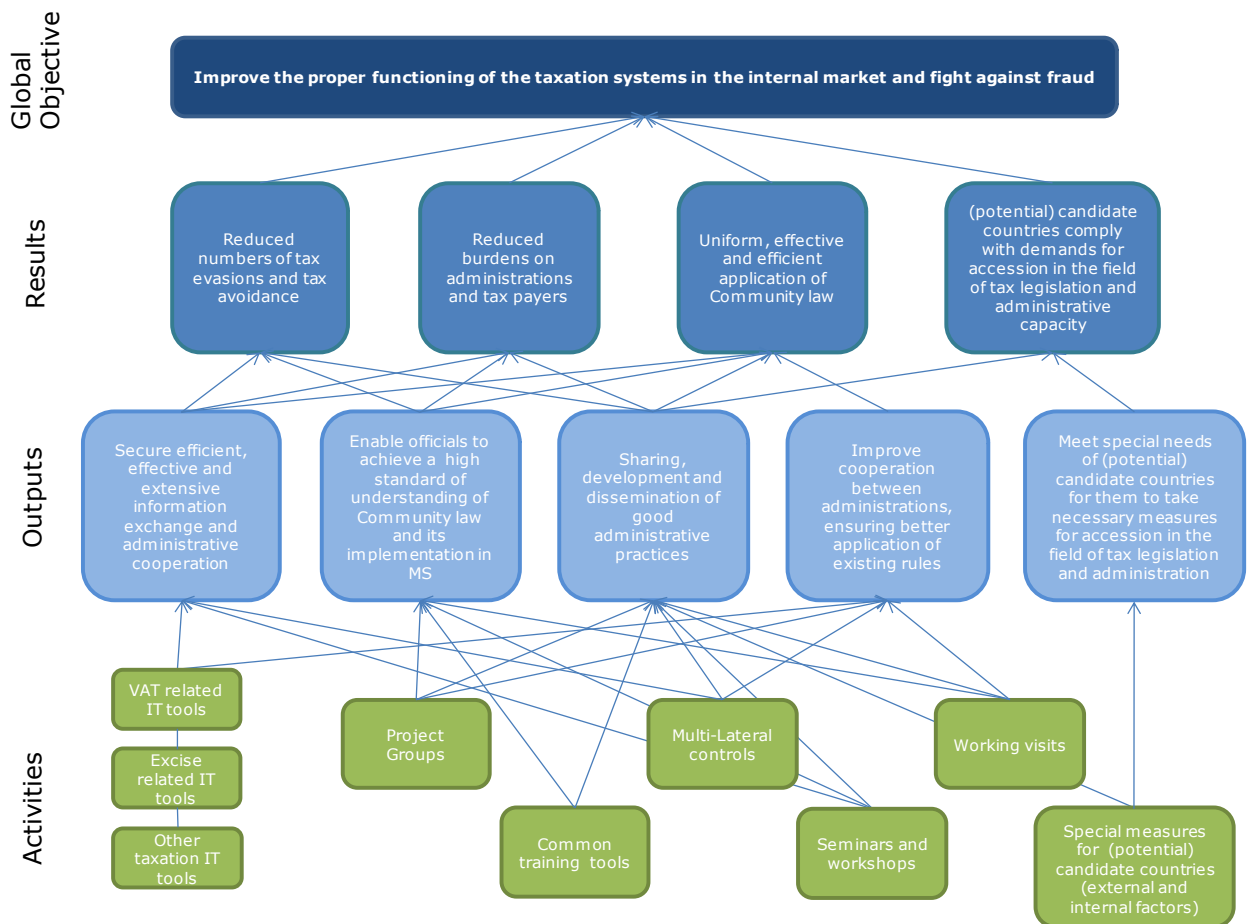 Global
Objective
Improve the proper functioning of the taxation systems in the internal market and fight against fraud
Results
Reduced
numbers of tax
evasions and tax
avoidance
Reduced
burdens on
administrations
and tax payers
Uniform, effective
and efficient
application of
Community law
(potential) candidate
countries comply
with demands for
accession in the field
of tax legislation and
administrative
capacity
Outputs
Secure efficient,
effective and
extensive
information
exchange and
administrative
cooperation
Enable officials to
achieve a high
standard of
understanding of
Community law
and its
implementation in
MS
Sharing,
development and
dissemination of
good
administrative
practices
Improve
cooperation
between
administrations,
ensuring better
application of
existing rules
Meet special needs
of (potential)
candidate countries
for them to take
necessary measures
for accession in the
field of tax legislation
and administration
Activities
VAT related
IT tools
Excise
related IT
tools
Other
taxation IT
tools
Project
Groups
Common
training tools
Multi-Lateral
controls
Seminars and
workshops
Working visits
Special measures
for (potential)
candidate countries
(external and
internal factors)